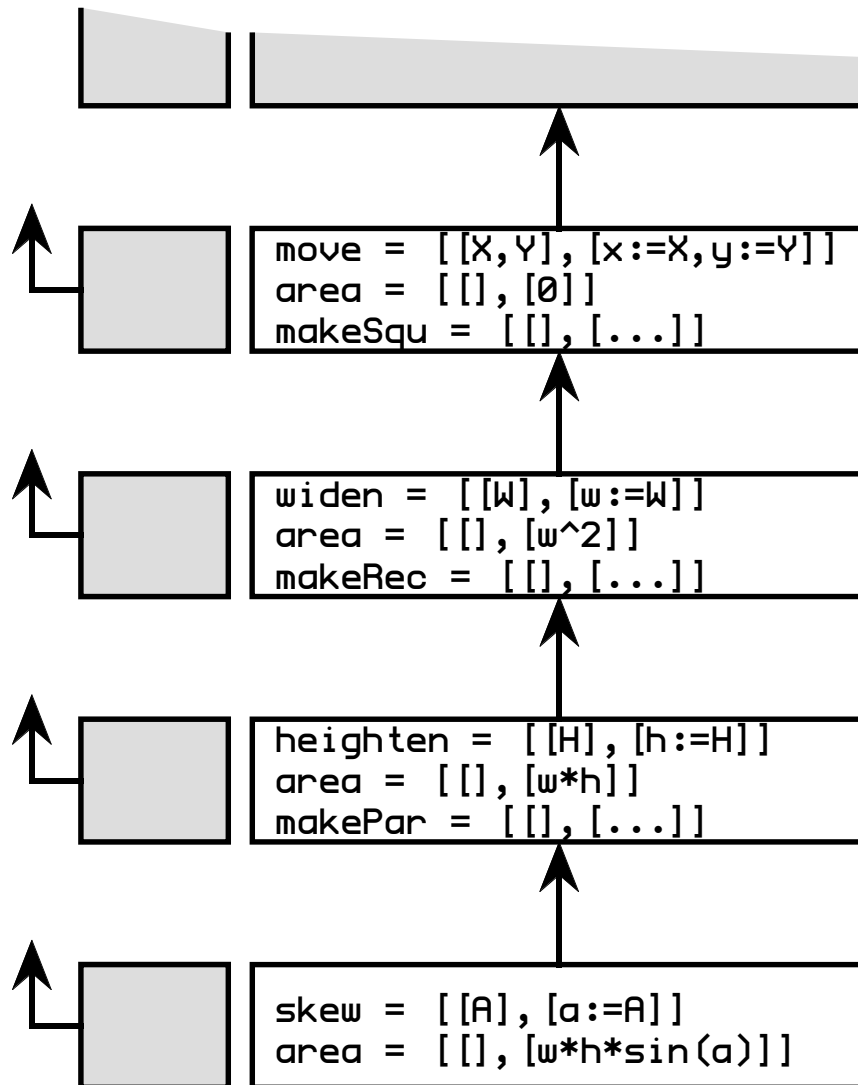 move = [[X,Y],[x:=X,y:=Y]]
area = [[],[0]]
makeSqu = [[],[...]]
widen = [[W],[w:=W]]
area = [[],[w^2]]
makeRec = [[],[...]]
heighten = [[H],[h:=H]]
area = [[],[w*h]]
makePar = [[],[...]]
skew = [[A],[a:=A]]
area = [[],[w*h*sin(a)]]